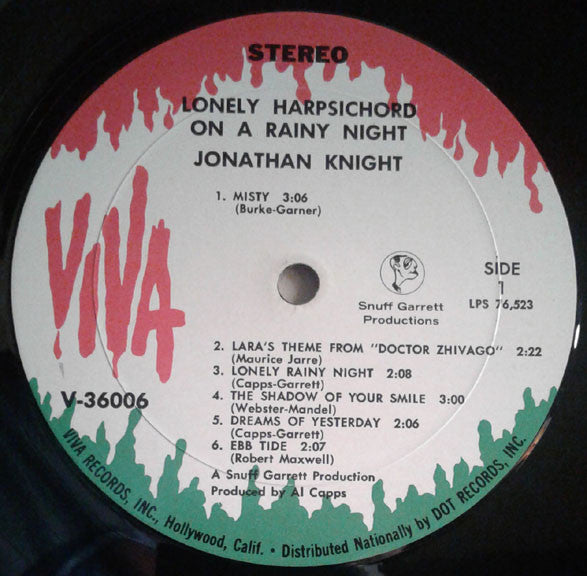 STEREO
LONELY HARPSICHORD
ON A RAINY NIGHT
JONATHAN KNIGHT
1. MISTY 3:06
(Burke-Garner)
VIVA
Snuff Garrett
Productions
SIDE
1
LPS 76,523
V-36006
2. LARA'S THEME FROM "DOCTOR ZHIVAGO" 2:22
(Maurice Jarre)
3. LONELY RAINY NIGHT 2:08
(Capps-Garrett)
4. THE SHADOW OF YOUR SMILE 3:00
(Webster-Mandel)
5. DREAMS OF YESTERDAY 2:06
(Capps-Garrett)
6. EBB TIDE 2:07
(Robert Maxwell)
A Snuff Garrett Production
Produced by Al Capps
VIVA RECORDS, INC., Hollywood, Calif. • Distributed Nationally by DOT RECORDS, INC.